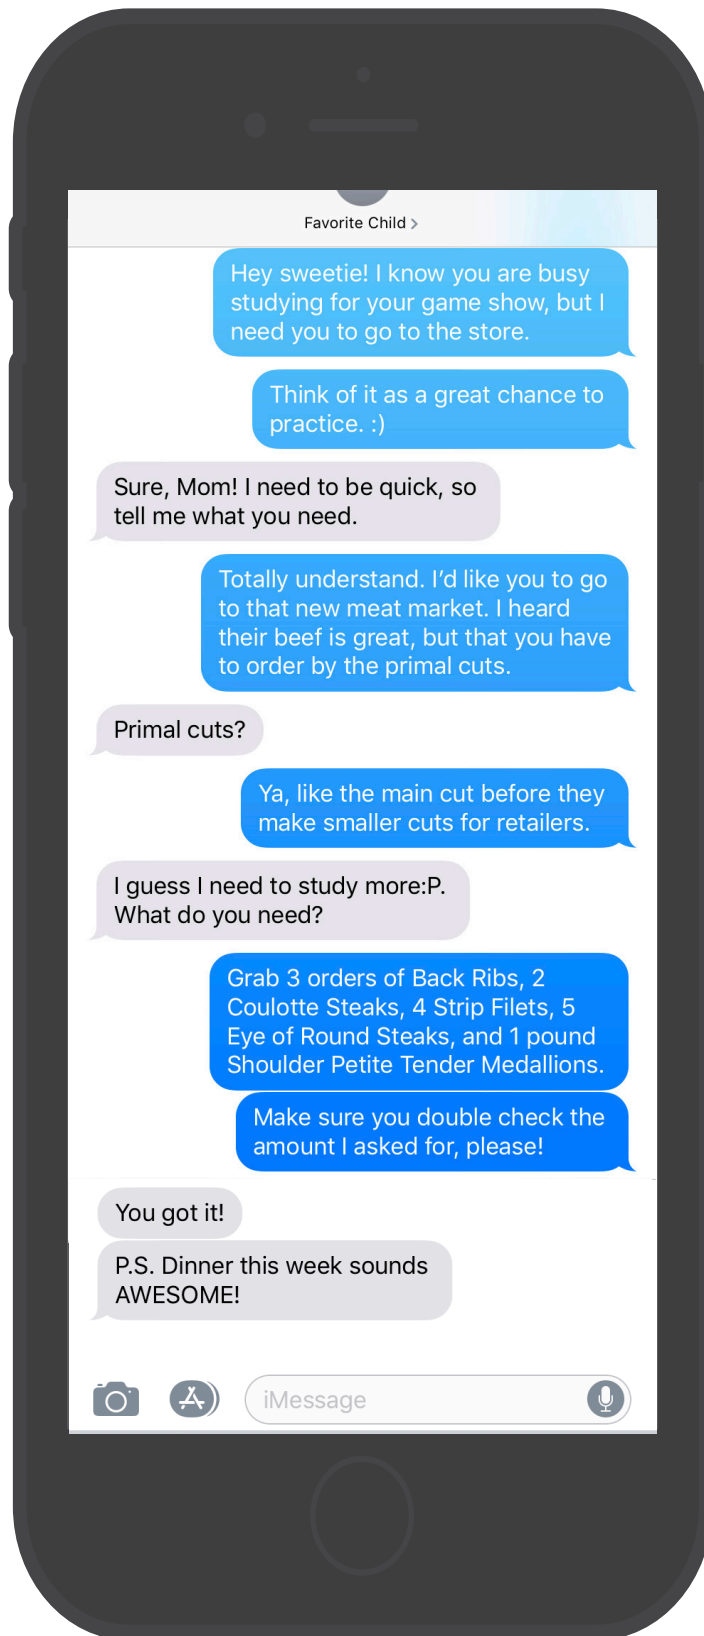 Favorite Child >
Hey sweetie! I know you are busy
studying for your game show, but I
need you to go to the store.
Think of it as a great chance to
practice. :)
Sure, Mom! I need to be quick, so
tell me what you need.
Totally understand. I’d like you to go
to that new meat market. I heard
their beef is great, but that you have
to order by the primal cuts.
Primal cuts?
Ya, like the main cut before they
make smaller cuts for retailers.
I guess I need to study more:P.
What do you need?
Grab 3 orders of Back Ribs, 2
Coulotte Steaks, 4 Strip Filets, 5
Eye of Round Steaks, and 1 pound
Shoulder Petite Tender Medallions.
Make sure you double check the
amount I asked for, please!
You got it!
P.S. Dinner this week sounds
AWESOME!
iMessage